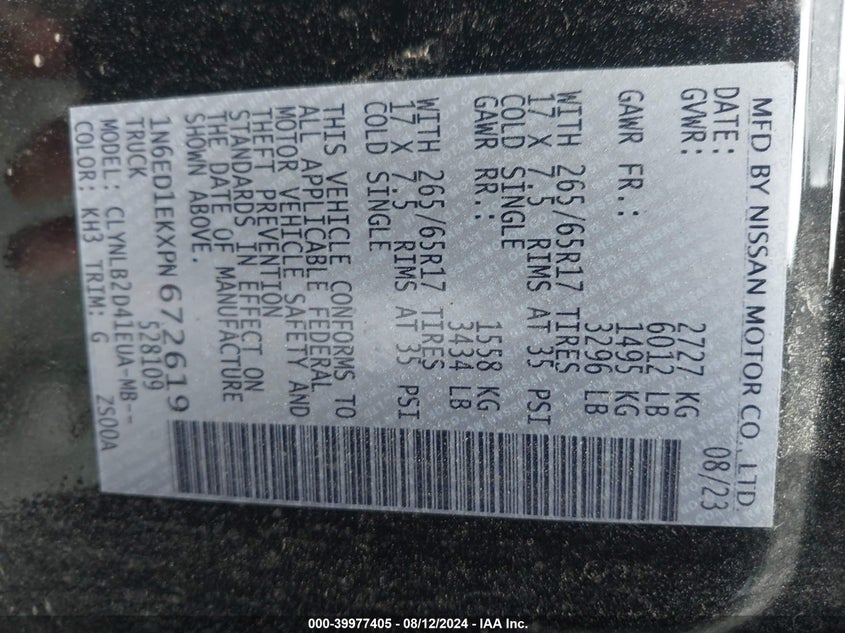 MFD BY NISSAN MOTOR CO., LTD.
DATE: 08/23
GVWR: 2727 KG
6012 LB
GAWR FR.: 1495 KG
3296 LB
WITH 265/65R17 TIRES
17 X 7.5 RIMS AT 35 PSI
COLD SINGLE
GAWR RR.: 1558 KG
3434 LB
WITH 265/65R17 TIRES
17 X 7.5 RIMS AT 35 PSI
COLD SINGLE
THIS VEHICLE CONFORMS TO
ALL APPLICABLE FEDERAL
MOTOR VEHICLE SAFETY AND
THEFT PREVENTION
STANDARDS IN EFFECT ON
THE DATE OF MANUFACTURE
SHOWN ABOVE.
1N6ED1EKXPN672619
TRUCK 528109
MODEL: CLYNLB2D41EUA-MB--
COLOR: KH3 TRIM: G ZS00A
000-39977405 - 08/12/2024 - IAA Inc.